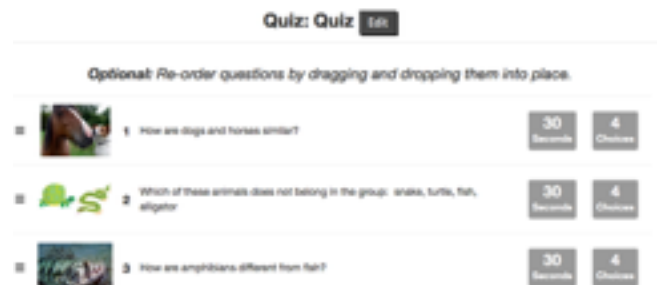 Quiz: Quiz Edit
Optional: Re-order questions by dragging and dropping them into place.
1 How are dogs and horses similar? 30 Seconds 4 Choices
2 Which of these animals does not belong in the group: snake, turtle, fish, 30 Seconds 4 Choices
alligator
3 How are amphibians different from fish? 30 Seconds 4 Choices